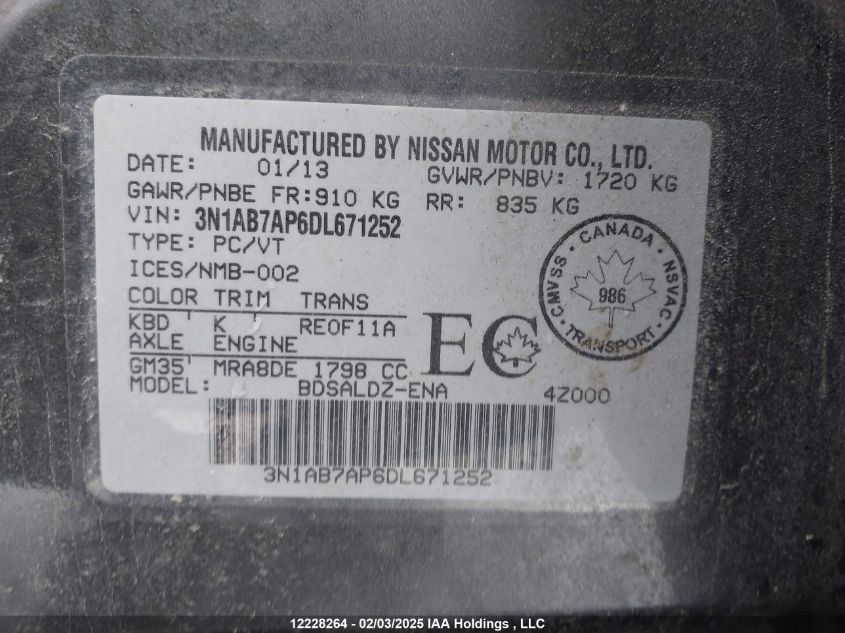 MANUFACTURED BY NISSAN MOTOR CO., LTD.
DATE: 01/13 GVWR/PNBV: 1720 KG
GAWR/PNBE FR:910 KG RR: 835 KG
VIN: 3N1AB7AP6DL671252
TYPE: PC/VT
ICES/NMB-002
COLOR TRIM TRANS
KBD ' K ' RE0F11A
AXLE ENGINE
GM35' MRA8DE 1798 CC
MODEL: BDSALDZ-ENA 4Z000
EC
· CANADA · NSVAC · TRANSPORT · CMVSS
986
3N1AB7AP6DL671252
12228264 - 02/03/2025 IAA Holdings , LLC